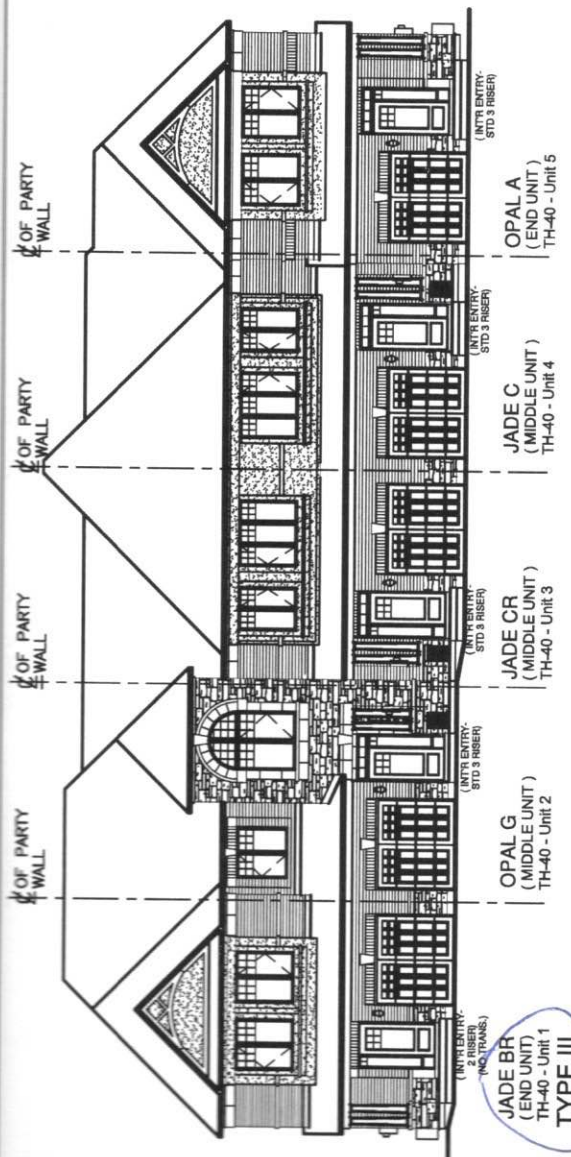 ℄ OF PARTY
WALL
℄ OF PARTY
WALL
℄ OF PARTY
WALL
℄ OF PARTY
WALL
( INT'R ENTRY-
2 RISER)
(NO TRANS.)
( INT'R ENTRY-
STD 3 RISER)
( INT'R ENTRY-
STD 3 RISER)
( INT'R ENTRY-
STD 3 RISER)
( INT'R ENTRY-
STD 3 RISER)
JADE BR
( END UNIT)
TH-40 - Unit 1
TYPE III
OPAL G
( MIDDLE UNIT )
TH-40 - Unit 2
JADE CR
( MIDDLE UNIT )
TH-40 - Unit 3
JADE C
( MIDDLE UNIT )
TH-40 - Unit 4
OPAL A
( END UNIT )
TH-40 - Unit 5